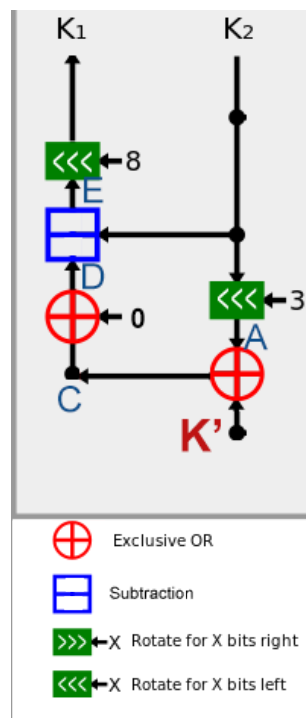 K₁ K₂
<<< 8
E
D
<<< 3
0
A
C
K’
Exclusive OR
Subtraction
>>> X Rotate for X bits right
<<< X Rotate for X bits left